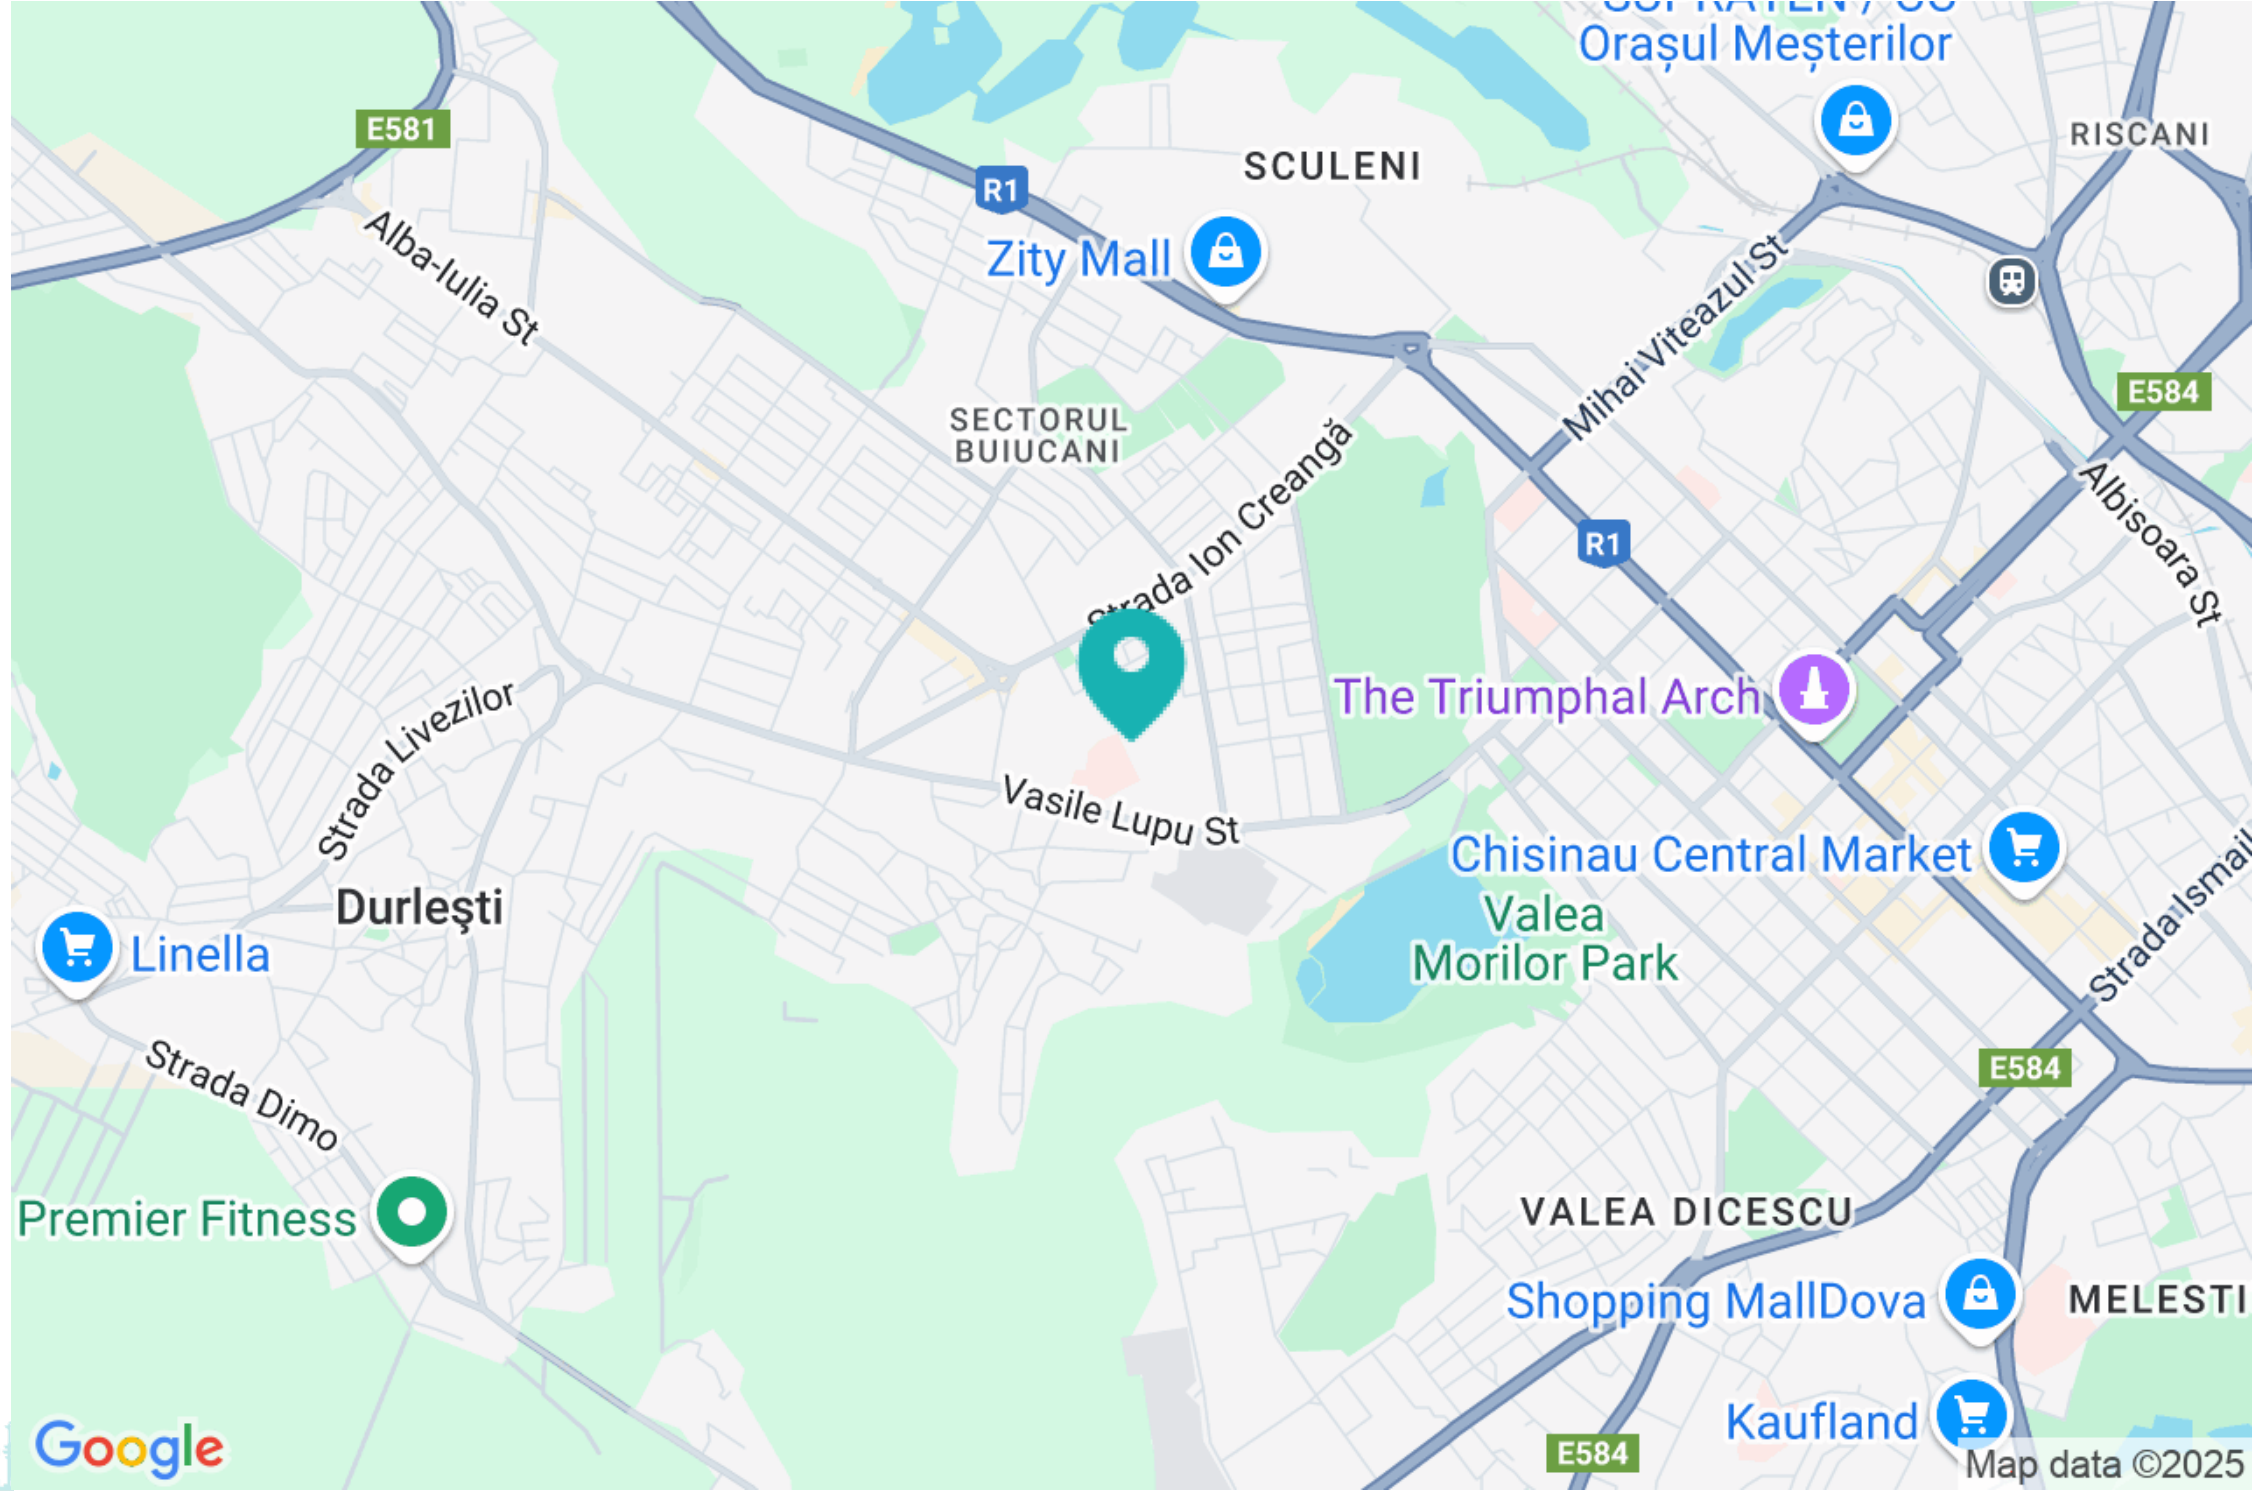 Orașul Meșterilor
E581
RISCANI
SCULENI
R1
Zity Mall
Alba-Iulia St
Mihai Viteazul St
E584
SECTORUL
BUIUCANI
Strada Ion Creangă
Albisoara St
R1
The Triumphal Arch
Strada Livezilor
Vasile Lupu St
Chisinau Central Market
Durleşti
Valea
Morilor Park
Strada Ismail
Linella
Strada Dimo
E584
Premier Fitness
VALEA DICESCU
Shopping MallDova
MELESTI
Kaufland
Google
E584
Map data ©2025